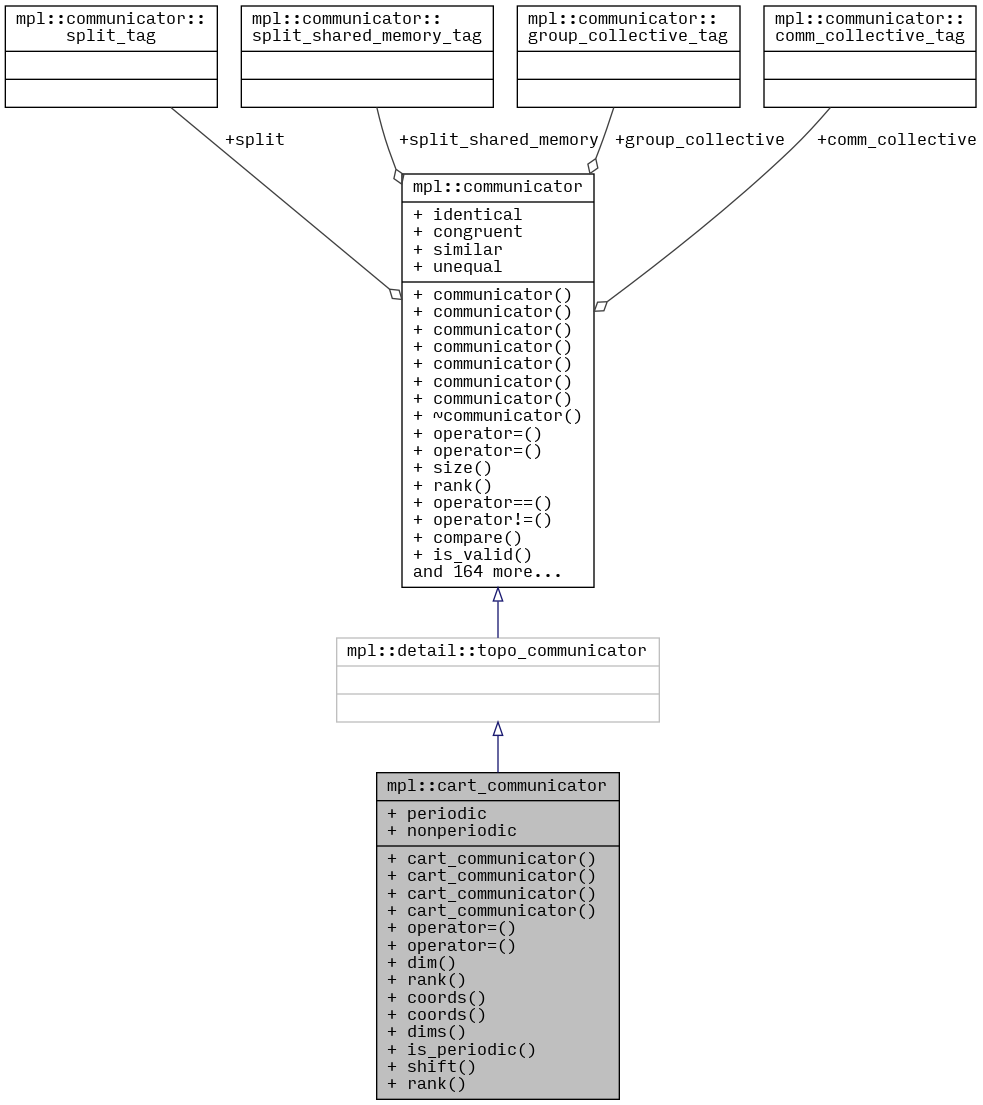 mpl::communicator::
split_tag
mpl::communicator::
split_shared_memory_tag
mpl::communicator::
group_collective_tag
mpl::communicator::
comm_collective_tag
+split
+split_shared_memory
+group_collective
+comm_collective
mpl::communicator
+ identical
+ congruent
+ similar
+ unequal
+ communicator()
+ communicator()
+ communicator()
+ communicator()
+ communicator()
+ communicator()
+ communicator()
+ ~communicator()
+ operator=()
+ operator=()
+ size()
+ rank()
+ operator==()
+ operator!=()
+ compare()
+ is_valid()
and 164 more...
mpl::detail::topo_communicator
mpl::cart_communicator
+ periodic
+ nonperiodic
+ cart_communicator()
+ cart_communicator()
+ cart_communicator()
+ cart_communicator()
+ operator=()
+ operator=()
+ dim()
+ rank()
+ coords()
+ coords()
+ dims()
+ is_periodic()
+ shift()
+ rank()